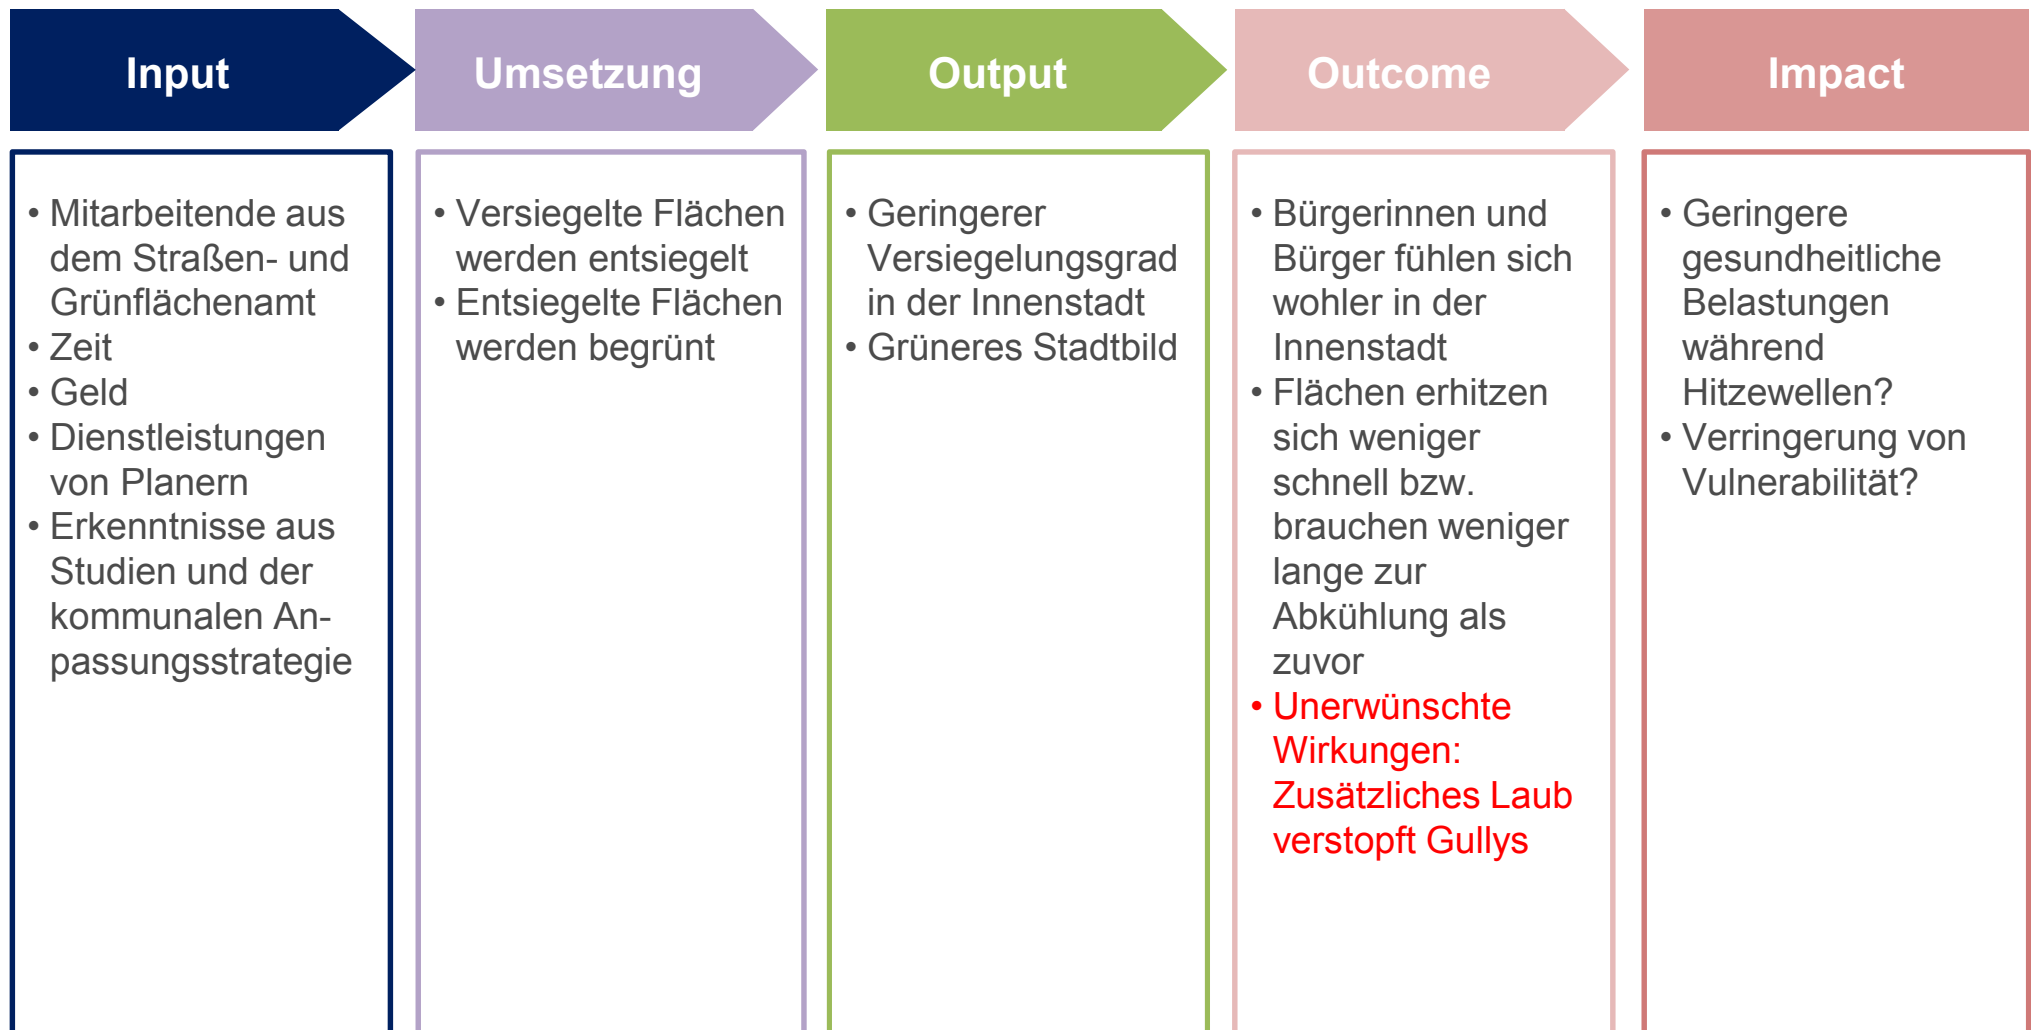 Input
Umsetzung
Output
Outcome
Impact
• Mitarbeitende aus
dem Straßen- und
Grünflächenamt
• Zeit
• Geld
• Dienstleistungen
von Planern
• Erkenntnisse aus
Studien und der
kommunalen An-
passungsstrategie
• Versiegelte Flächen
werden entsiegelt
• Entsiegelte Flächen
werden begrünt
• Geringerer
Versiegelungsgrad
in der Innenstadt
• Grüneres Stadtbild
• Bürgerinnen und
Bürger fühlen sich
wohler in der
Innenstadt
• Flächen erhitzen
sich weniger
schnell bzw.
brauchen weniger
lange zur
Abkühlung als
zuvor
• Unerwünschte
Wirkungen:
Zusätzliches Laub
verstopft Gullys
• Geringere
gesundheitliche
Belastungen
während
Hitzewellen?
• Verringerung von
Vulnerabilität?